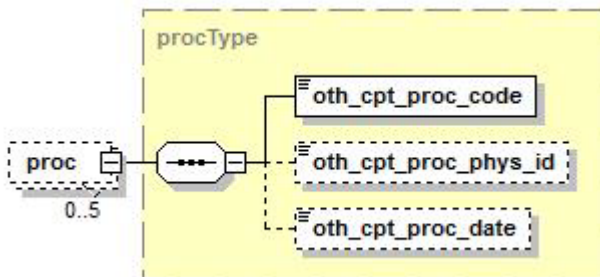 procType
oth_cpt_proc_code
proc
oth_cpt_proc_phys_id
0..5
oth_cpt_proc_date